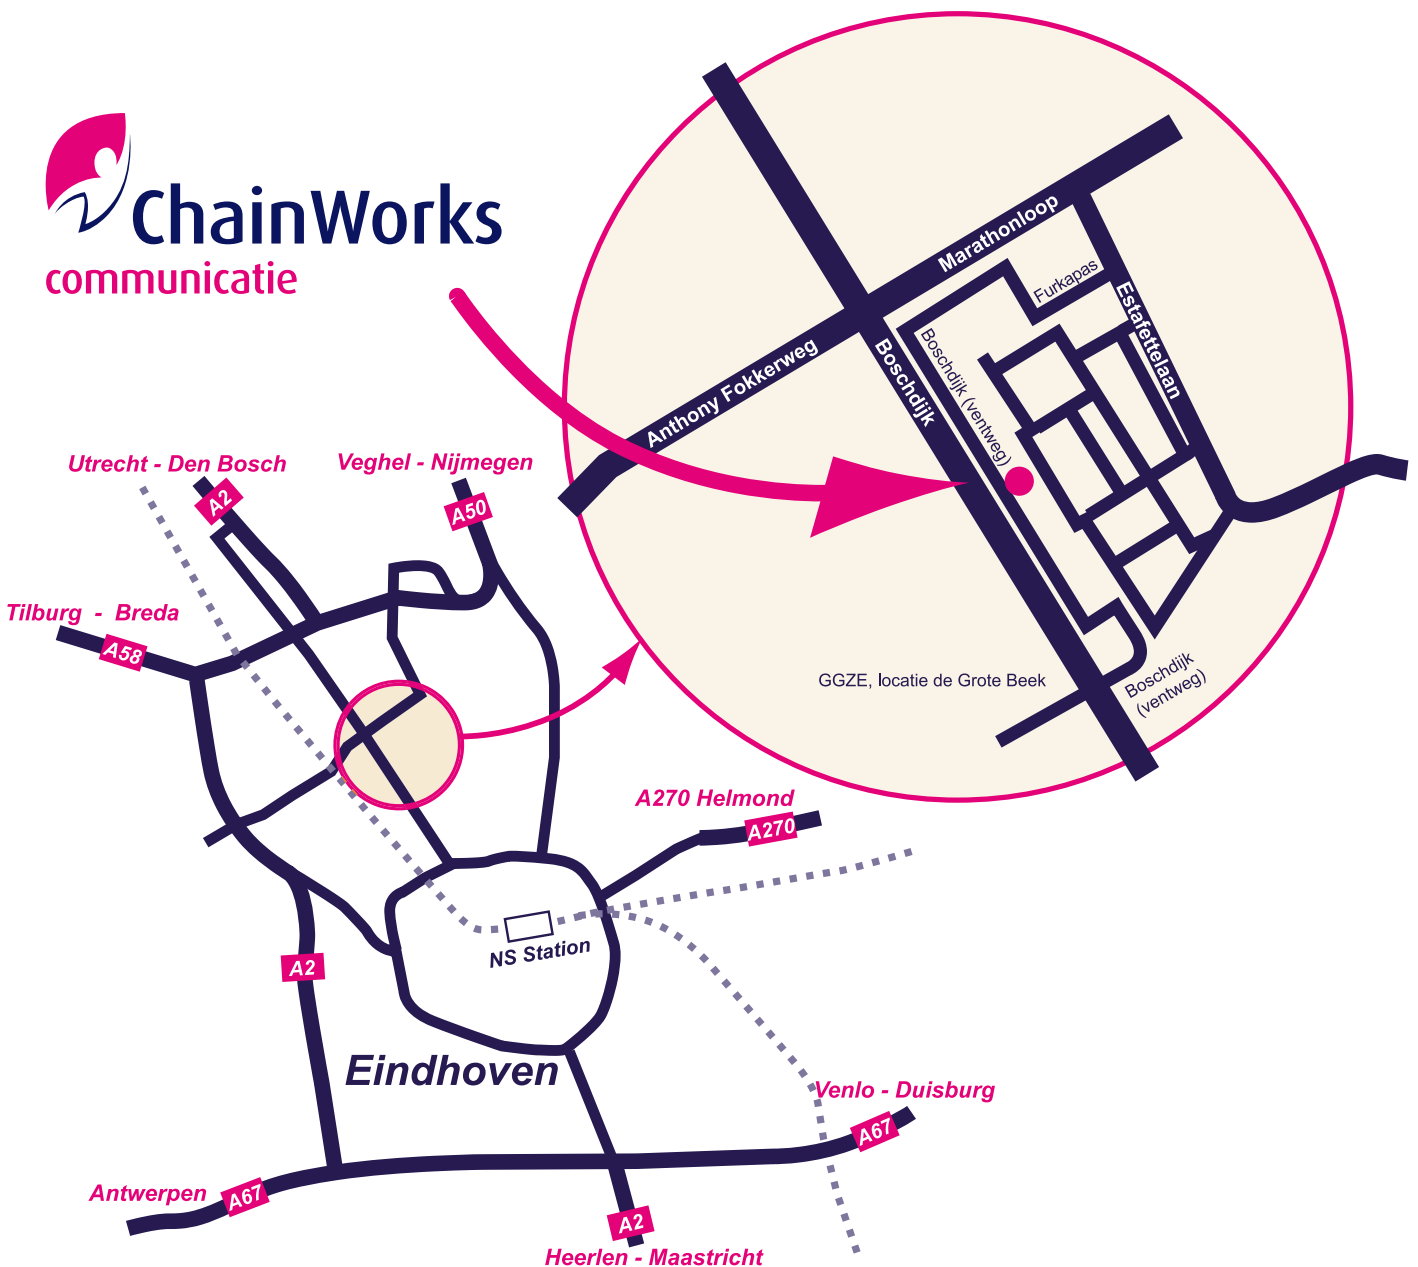 ChainWorks
communicatie
Marathonloop
Furkapas
Estafettelaan
Anthony Fokkerweg
Boschdijk
Boschdijk (ventweg)
GGZE, locatie de Grote Beek
Boschdijk
(ventweg)
Utrecht - Den Bosch
A2
Veghel - Nijmegen
A50
Tilburg - Breda
A58
A270 Helmond
A270
NS Station
A2
Eindhoven
Venlo - Duisburg
A67
Antwerpen
A67
A2
Heerlen - Maastricht